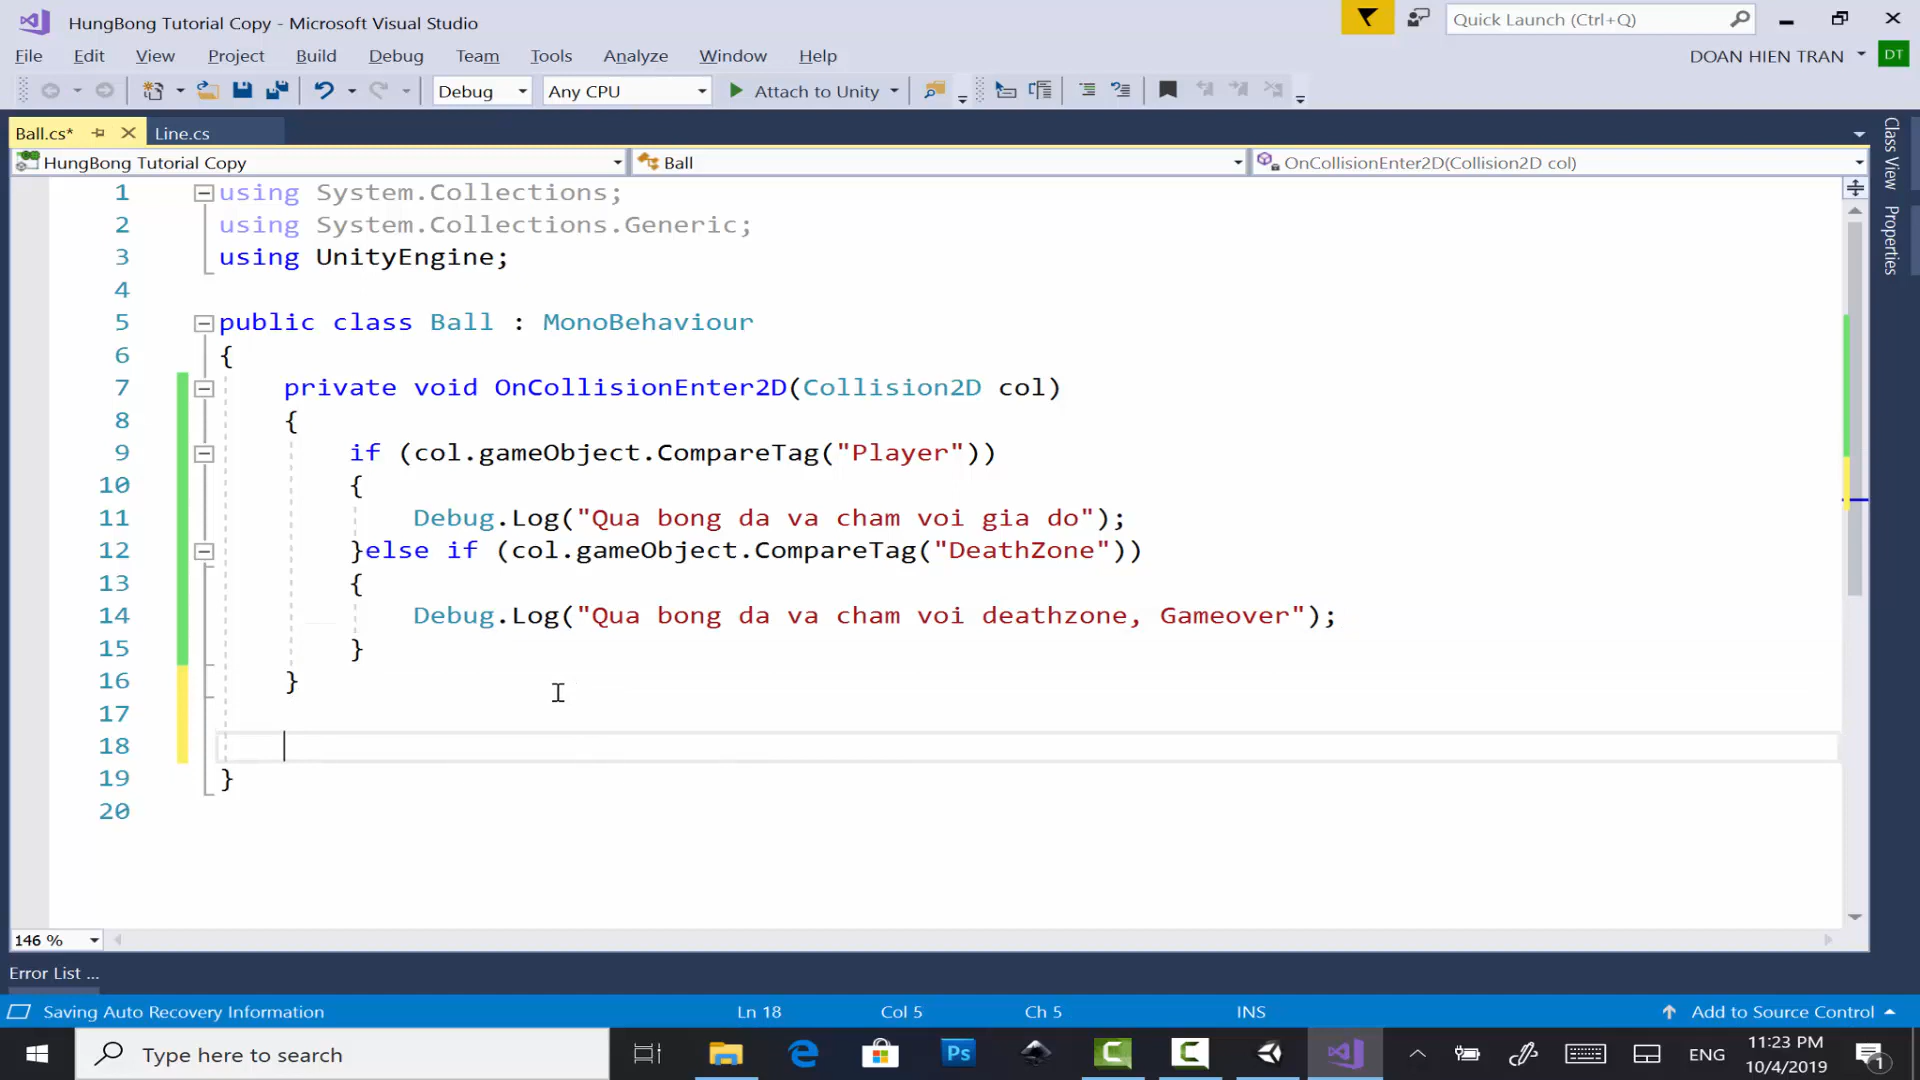 HungBong Tutorial Copy - Microsoft Visual Studio
Quick Launch (Ctrl+Q)
File Edit View Project Build Debug Team Tools Analyze Window Help
DOAN HIEN TRAN DT
Debug Any CPU Attach to Unity
Ball.cs* Line.cs
HungBong Tutorial Copy Ball OnCollisionEnter2D(Collision2D col)
Class View
Properties
1 using System.Collections;
2 using System.Collections.Generic;
3 using UnityEngine;
4
5 public class Ball : MonoBehaviour
6 {
7 private void OnCollisionEnter2D(Collision2D col)
8 {
9 if (col.gameObject.CompareTag("Player"))
10 {
11 Debug.Log("Qua bong da va cham voi gia do");
12 }else if (col.gameObject.CompareTag("DeathZone"))
13 {
14 Debug.Log("Qua bong da va cham voi deathzone, Gameover");
15 }
16 }
17
18
19 }
20
146 %
Error List ...
Saving Auto Recovery Information Ln 18 Col 5 Ch 5 INS Add to Source Control
Type here to search Ps ENG 11:23 PM
10/4/2019 1